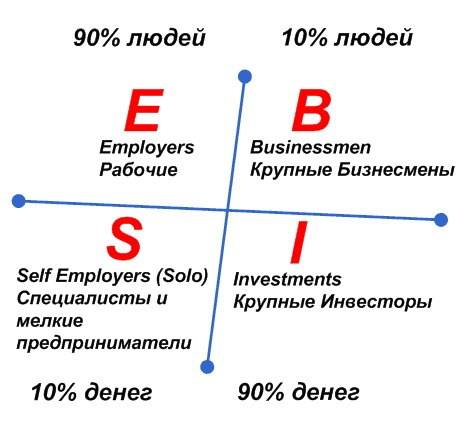 90% людей
10% людей
E
Employers
Рабочие
B
Businessmen
Крупные Бизнесмены
S
Self Employers (Solo)
Специалисты и
мелкие
предприниматели
I
Investments
Крупные Инвесторы
10% денег
90% денег